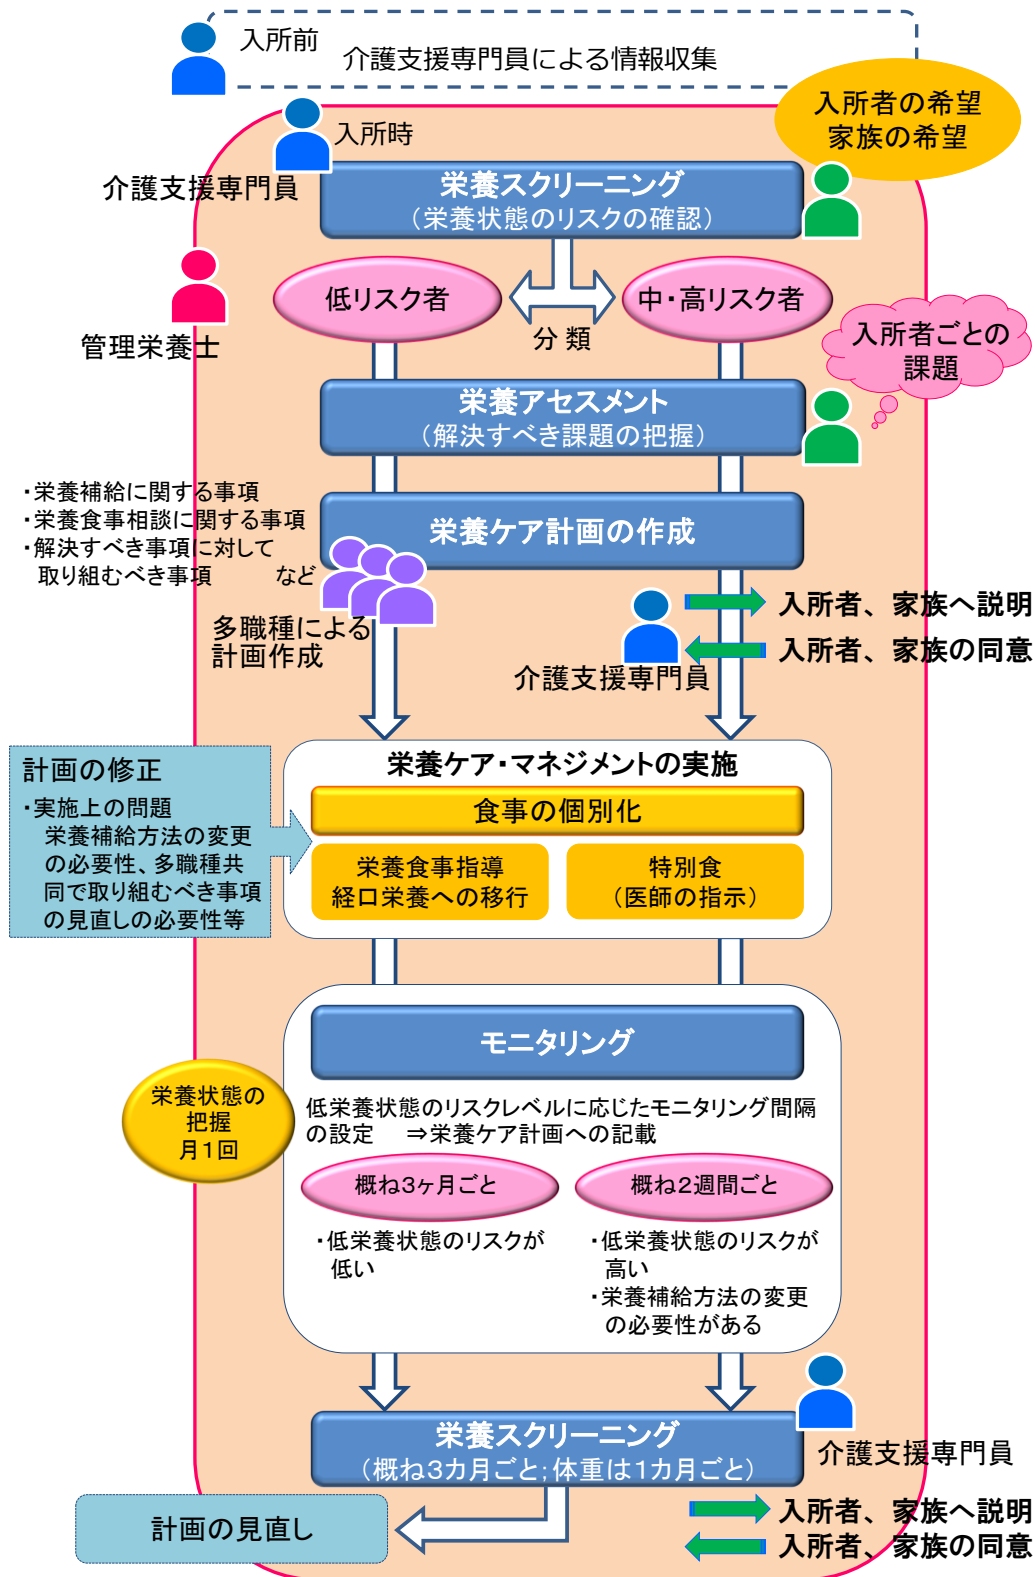 入所前
介護支援専門員による情報収集
入所者の希望
家族の希望
入所時
介護支援専門員
栄養スクリーニング
（栄養状態のリスクの確認）
低リスク者
中・高リスク者
分 類
管理栄養士
入所者ごとの
課題
栄養アセスメント
（解決すべき課題の把握）
・栄養補給に関する事項
・栄養食事相談に関する事項
・解決すべき事項に対して
取り組むべき事項　　など
栄養ケア計画の作成
多職種による
計画作成
介護支援専門員
入所者、家族へ説明
入所者、家族の同意
計画の修正
・実施上の問題
栄養補給方法の変更
の必要性、多職種共
同で取り組むべき事項
の見直しの必要性等
栄養ケア・マネジメントの実施
食事の個別化
栄養食事指導
経口栄養への移行
特別食
（医師の指示）
モニタリング
栄養状態の
把握
月１回
低栄養状態のリスクレベルに応じたモニタリング間隔
の設定　⇒栄養ケア計画への記載
概ね３ヶ月ごと
概ね２週間ごと
・低栄養状態のリスクが
低い
・低栄養状態のリスクが
高い
・栄養補給方法の変更
の必要性がある
栄養スクリーニング
（概ね３カ月ごと；体重は１カ月ごと）
介護支援専門員
計画の見直し
入所者、家族へ説明
入所者、家族の同意